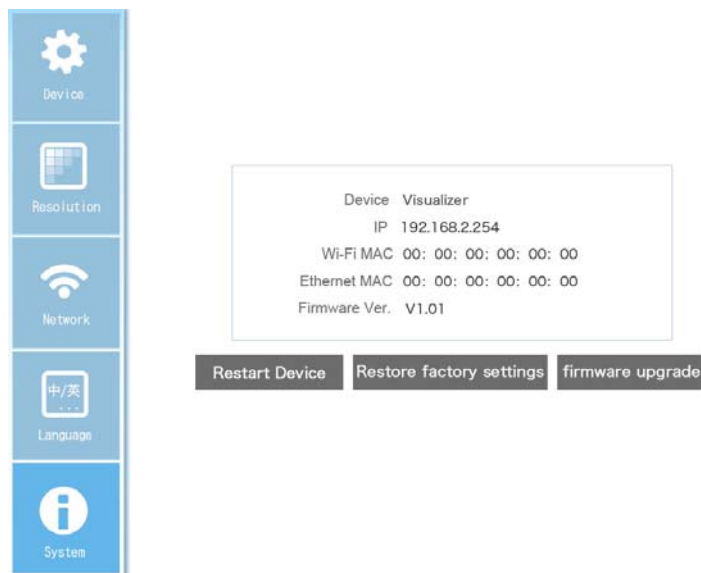 Device
Resolution
Network
中/英
...
Language
System
Device Visualizer
IP 192.168.2.254
Wi-Fi MAC 00: 00: 00: 00: 00: 00
Ethernet MAC 00: 00: 00: 00: 00: 00
Firmware Ver. V1.01
Restart Device
Restore factory settings
firmware upgrade